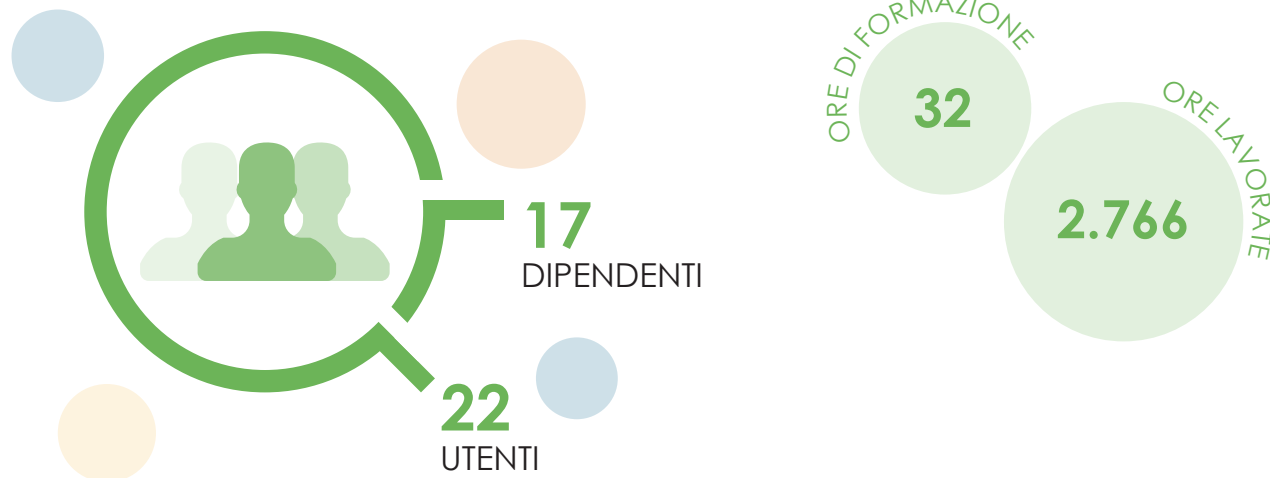 17
DIPENDENTI
22
UTENTI
ORE DI FORMAZIONE
32
ORE LAVORATE
2.766